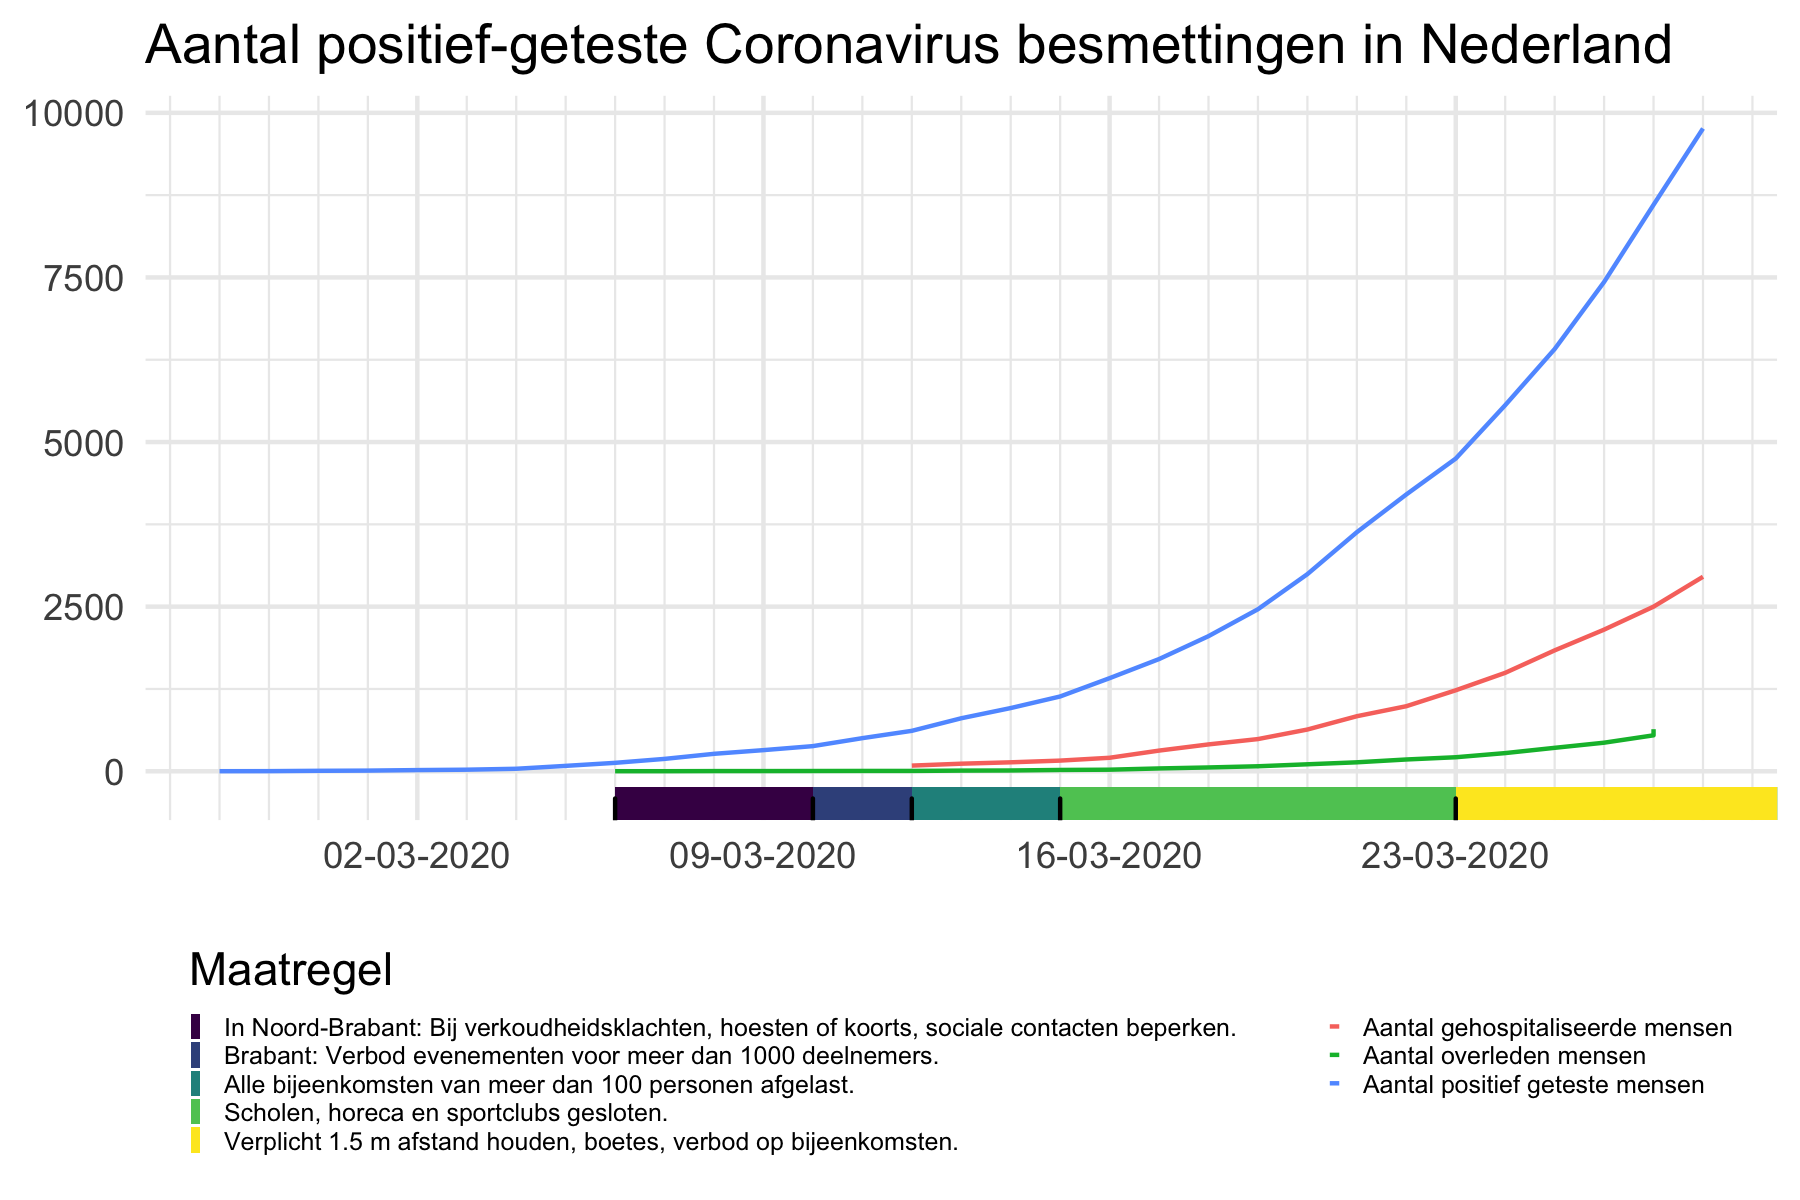 Aantal positief-geteste Coronavirus besmettingen in Nederland
10000
7500
5000
2500
0
02-03-2020
09-03-2020
16-03-2020
23-03-2020
Maatregel
In Noord-Brabant: Bij verkoudheidsklachten, hoesten of koorts, sociale contacten beperken.
Brabant: Verbod evenementen voor meer dan 1000 deelnemers.
Alle bijeenkomsten van meer dan 100 personen afgelast.
Scholen, horeca en sportclubs gesloten.
Verplicht 1.5 m afstand houden, boetes, verbod op bijeenkomsten.
Aantal gehospitaliseerde mensen
Aantal overleden mensen
Aantal positief geteste mensen